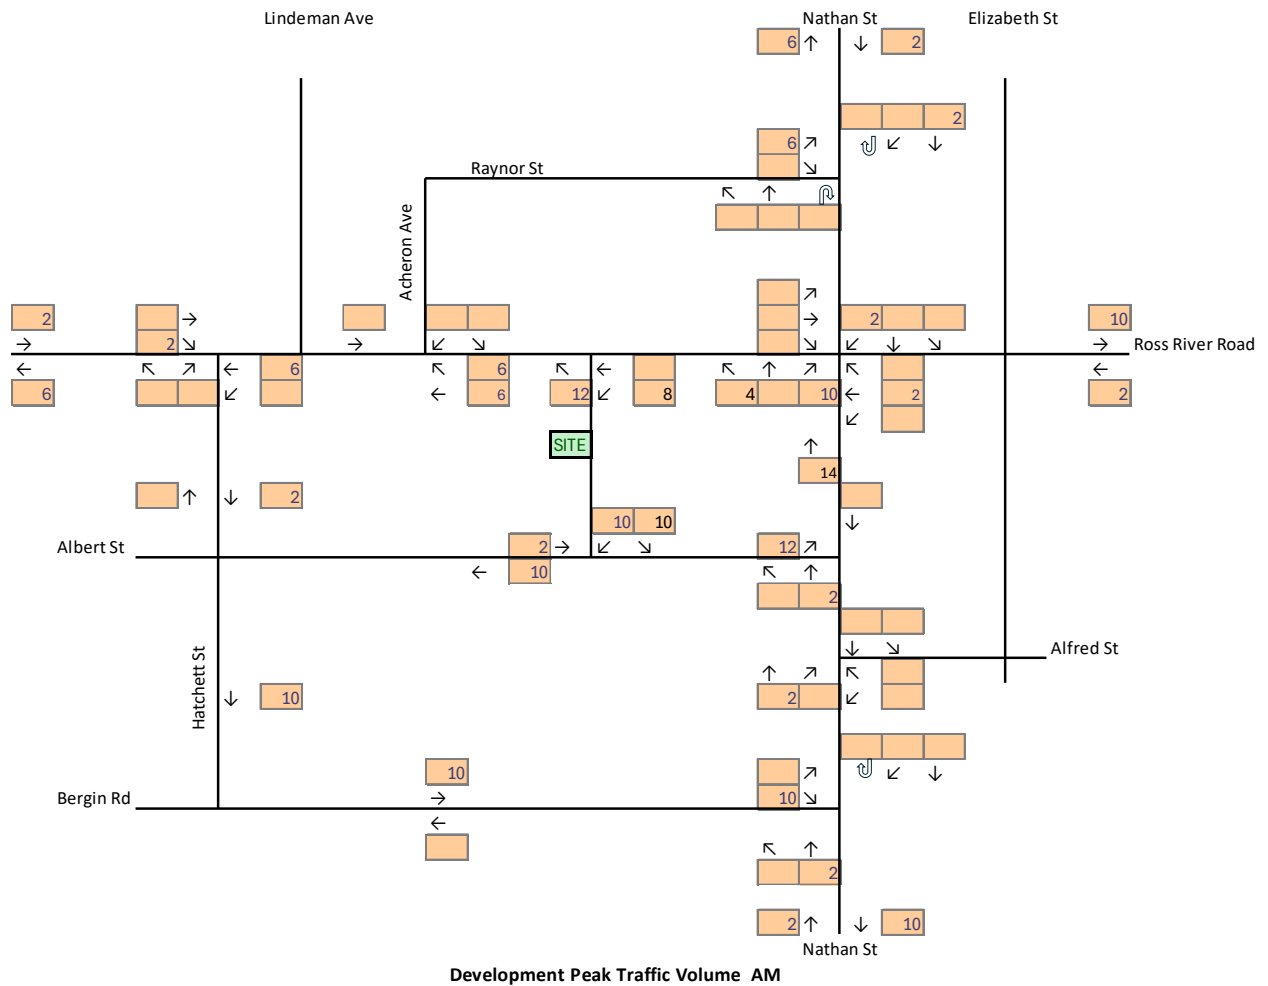 Lindeman Ave Nathan St Elizabeth St
6 ↑ ↓ 2
2
6 ↗ ↙ ↓
Raynor St ↘
↖ ↑
Acheron Ave
↗
2 → → → ↙ ↘ → 2 10
→ 2 ↘ ↘ ↙ ↓ ↘ →
Ross River Road
← ↖ ↗ ← 6 ↖ 6 ↖ ← ↖ ↑ ↗ ↖ ←
6 ↙ ← 6 12 ↙ 8 4 10 ← 2 2
↙
SITE ↑
14
↑ ↓ 2
↓
10 10
Albert St 2 → ↙ ↘ 12 ↗
← 10 ↖ ↑
2
Alfred St
↓ ↘
Hatchett St ↑ ↗ ↖
↓ 10 2 ↙
10 ↗ ↙ ↓
Bergin Rd → 10 ↘
←
↖ ↑
2
2 ↑ ↓ 10
Nathan St
Development Peak Traffic Volume AM